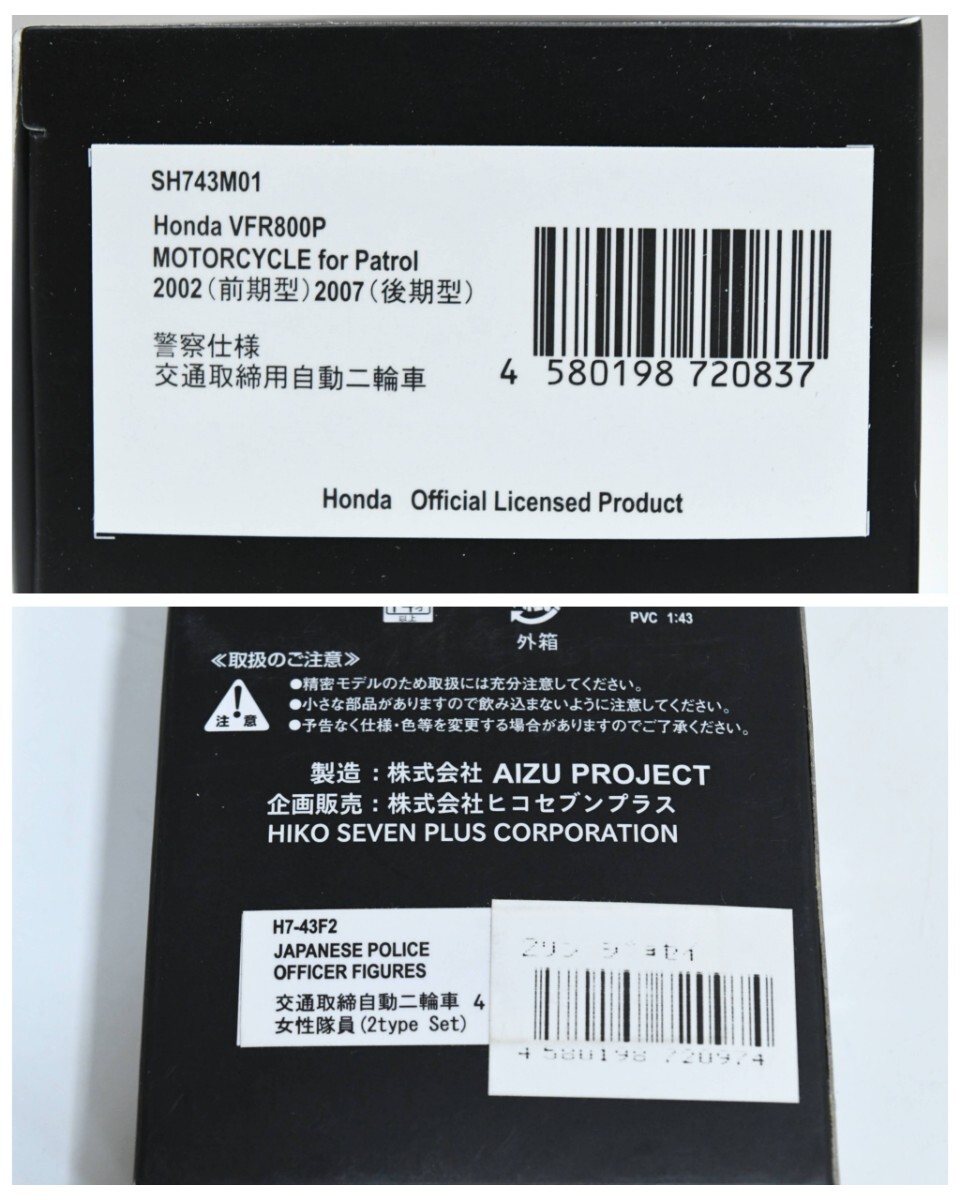 SH743M01
Honda VFR800P
MOTORCYCLE for Patrol
2002(前期型)2007(後期型)
警察仕様
交通取締用自動二輪車
4 580198 720837
Honda Official Licensed Product
以上
外箱
PVC 1:43
≪取扱のご注意≫
注意
●精密モデルのため取扱には充分注意してください。
●小さな部品がありますので飲み込まないように注意してください。
●予告なく仕様・色等を変更する場合がありますのでご了承ください。
製造:株式会社 AIZU PROJECT
企画販売:株式会社ヒコセブンプラス
HIKO SEVEN PLUS CORPORATION
H7-43F2
JAPANESE POLICE
OFFICER FIGURES
交通取締自動二輪車 4
女性隊員(2type Set)
4 580198 720974